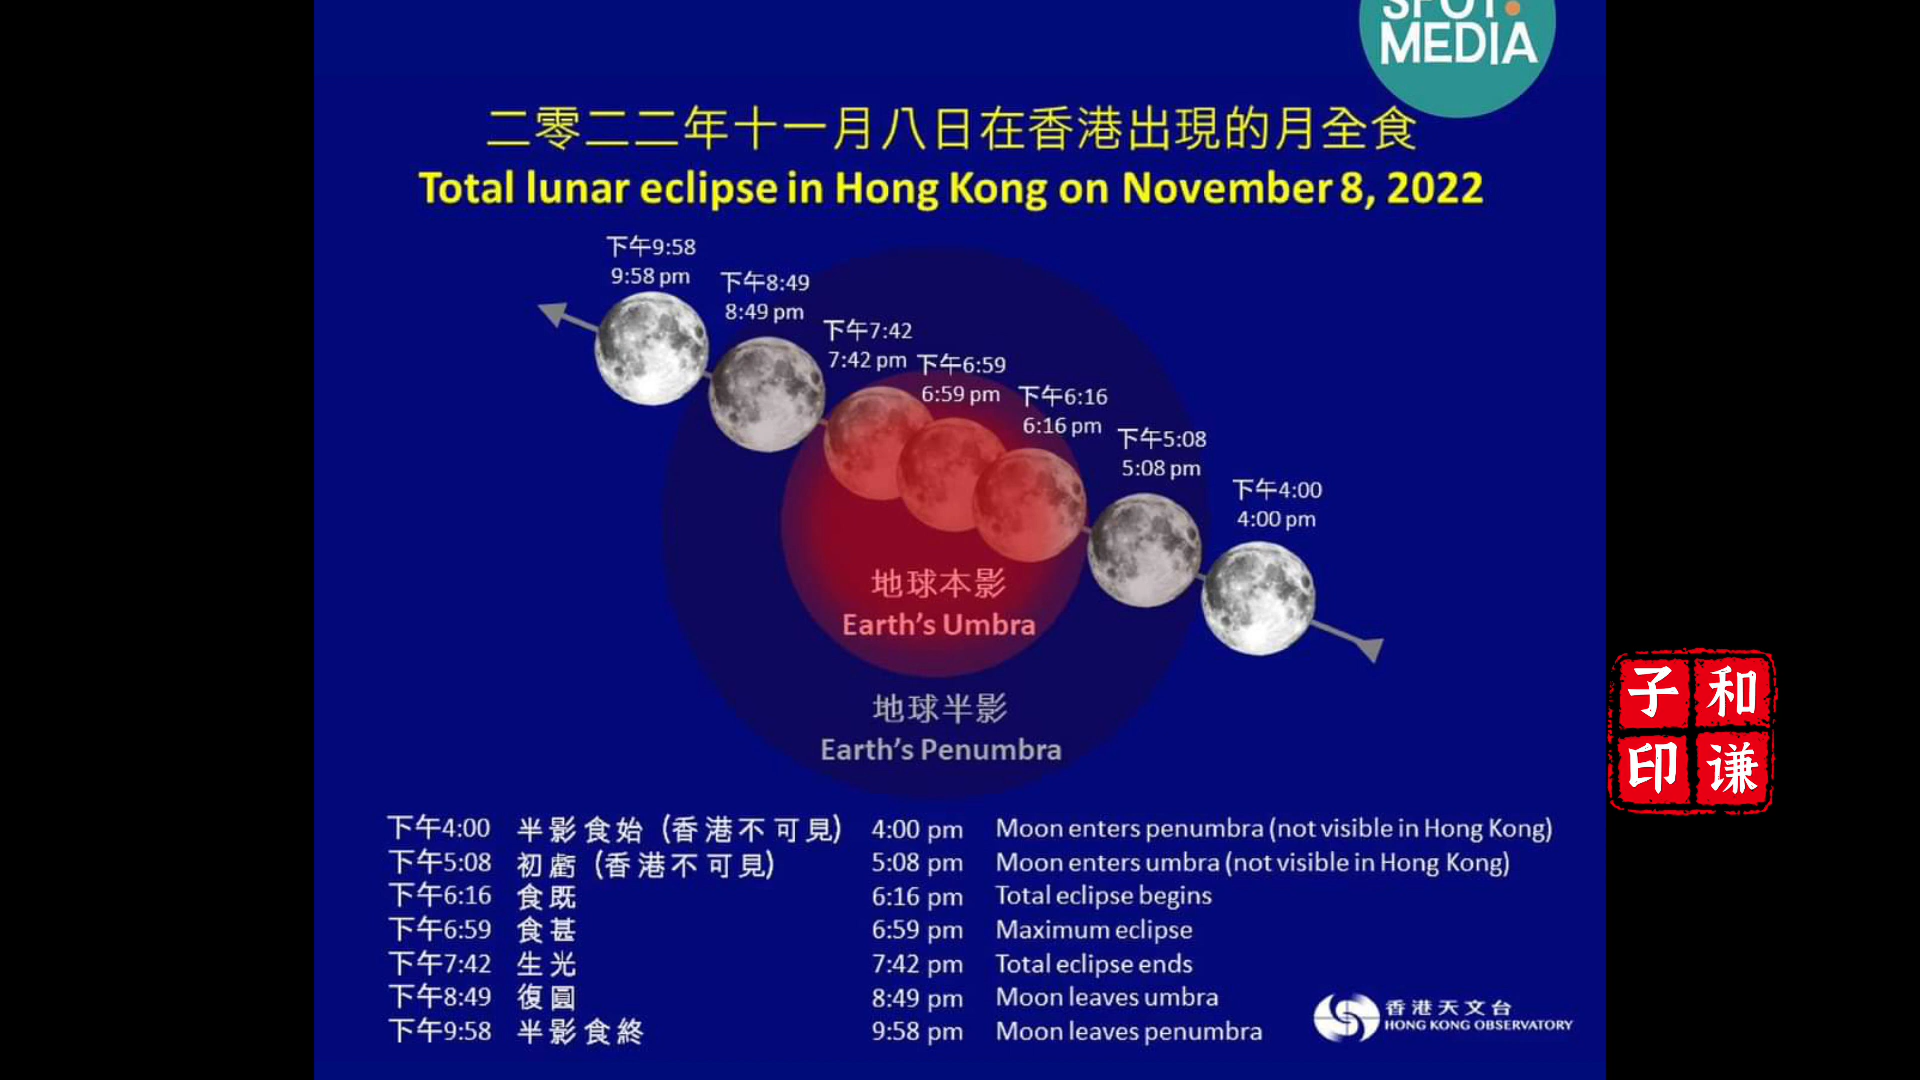 SPOT.
MEDIA
二零二二年十一月八日在香港出現的月全食
Total lunar eclipse in Hong Kong on November 8, 2022
下午9:58
9:58 pm
下午8:49
8:49 pm
下午7:42
7:42 pm
下午6:59
6:59 pm
下午6:16
6:16 pm
下午5:08
5:08 pm
下午4:00
4:00 pm
地球本影
Earth's Umbra
地球半影
Earth's Penumbra
下午4:00 半影食始 (香港不可見) 4:00 pm Moon enters penumbra (not visible in Hong Kong)
下午5:08 初虧 (香港不可見) 5:08 pm Moon enters umbra (not visible in Hong Kong)
下午6:16 食既 6:16 pm Total eclipse begins
下午6:59 食甚 6:59 pm Maximum eclipse
下午7:42 生光 7:42 pm Total eclipse ends
下午8:49 復圓 8:49 pm Moon leaves umbra
下午9:58 半影食終 9:58 pm Moon leaves penumbra
香港天文台
HONG KONG OBSERVATORY
子和
印谦